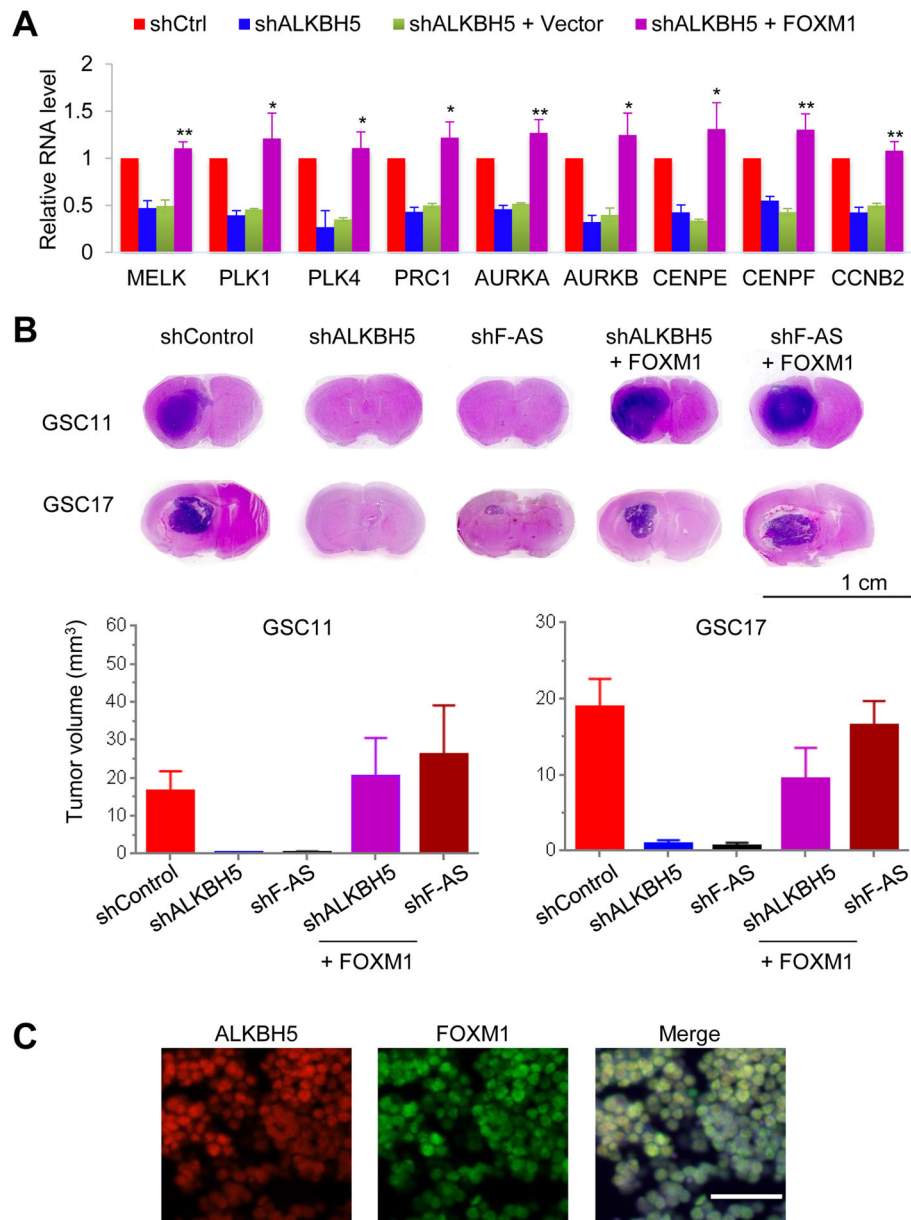 A
shCtrl shALKBH5 shALKBH5 + Vector shALKBH5 + FOXM1
Relative RNA level
2
1.5
1
0.5
0
** * * * ** * * ** **
MELK PLK1 PLK4 PRC1 AURKA AURKB CENPE CENPF CCNB2
B
shControl shALKBH5 shF-AS shALKBH5 + FOXM1 shF-AS + FOXM1
GSC11
GSC17
1 cm
GSC11
Tumor volume (mm³)
60
50
40
30
20
10
0
shControl shALKBH5 shF-AS shALKBH5 shF-AS
+ FOXM1
GSC17
30
20
10
0
shControl shALKBH5 shF-AS shALKBH5 shF-AS
+ FOXM1
C
ALKBH5 FOXM1 Merge